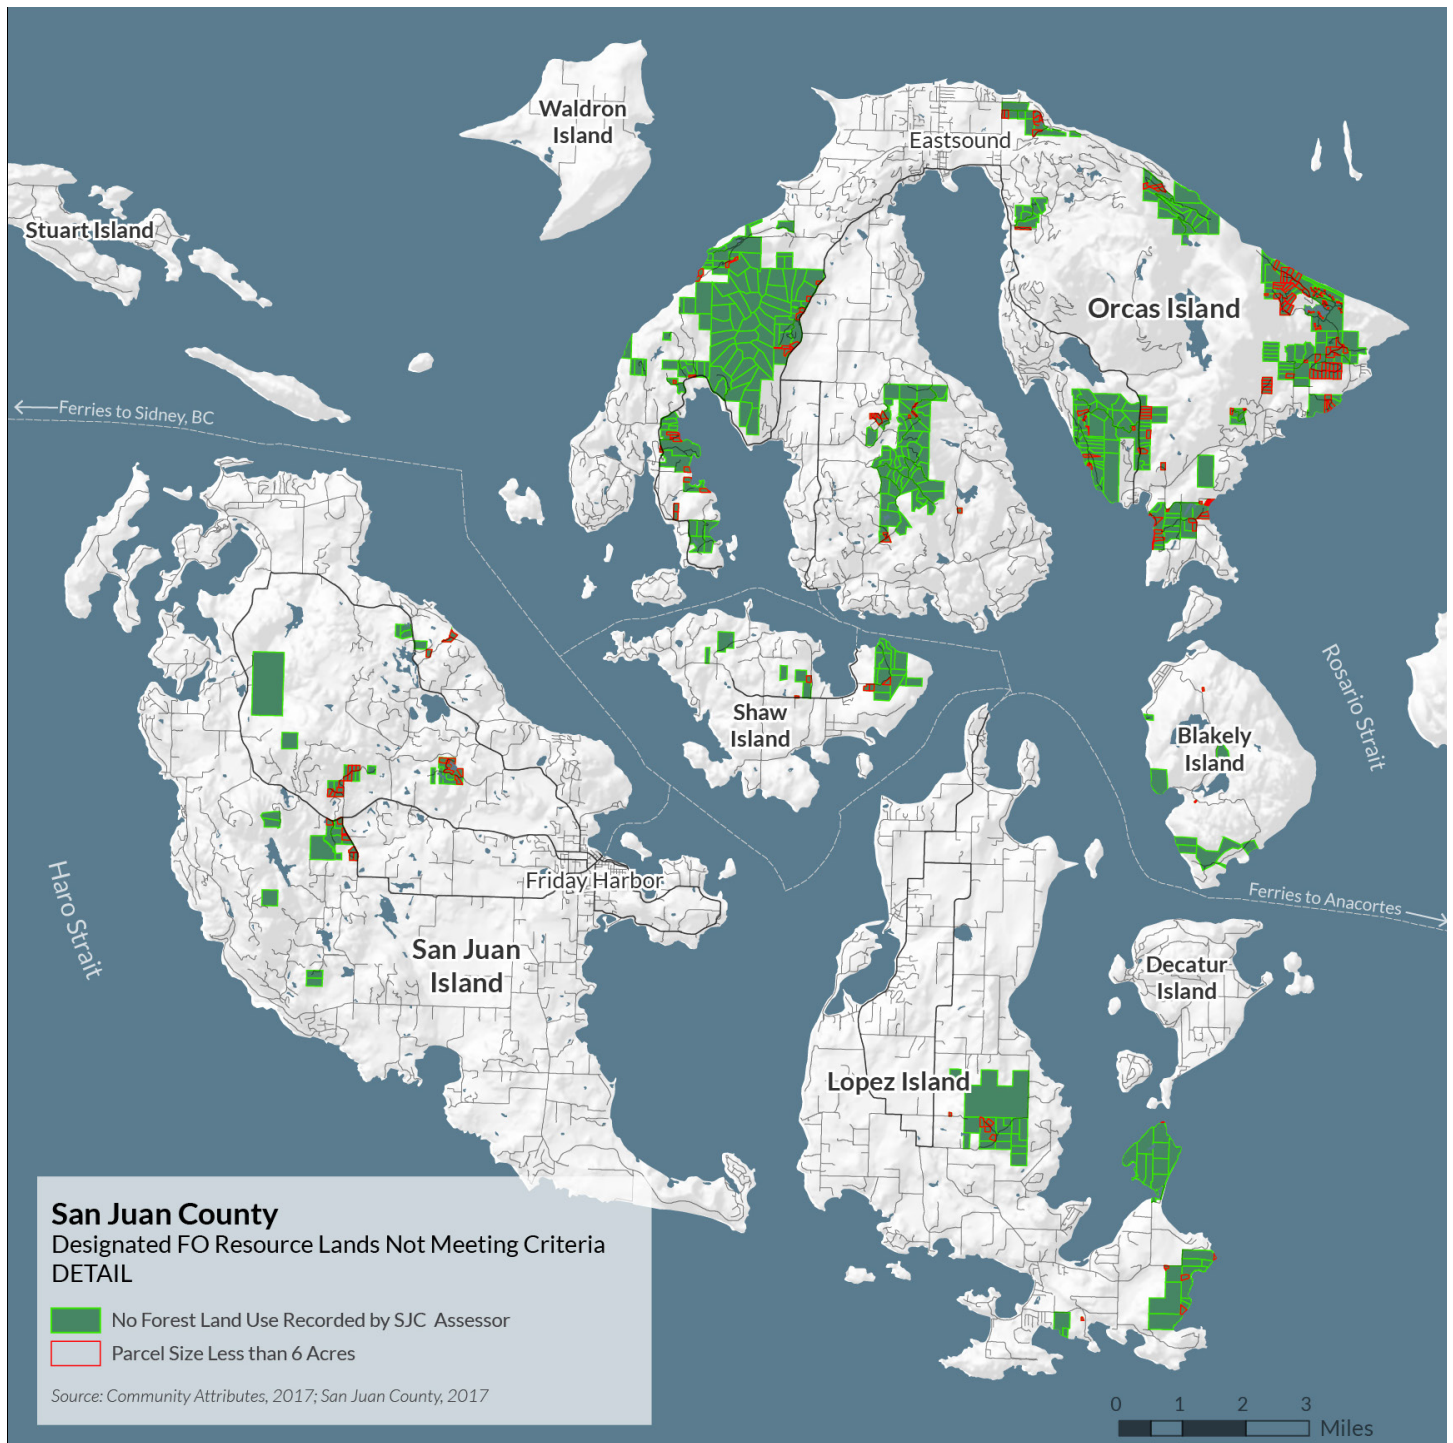 Waldron
Island
Eastsound
Stuart Island
Orcas Island
Ferries to Sidney, BC
Rosario Strait
Shaw
Island
Blakely
Island
Haro Strait
Friday Harbor
Ferries to Anacortes
San Juan
Island
Decatur
Island
Lopez Island
San Juan County
Designated FO Resource Lands Not Meeting Criteria
DETAIL
No Forest Land Use Recorded by SJC Assessor
Parcel Size Less than 6 Acres
Source: Community Attributes, 2017; San Juan County, 2017
0 1 2 3
Miles